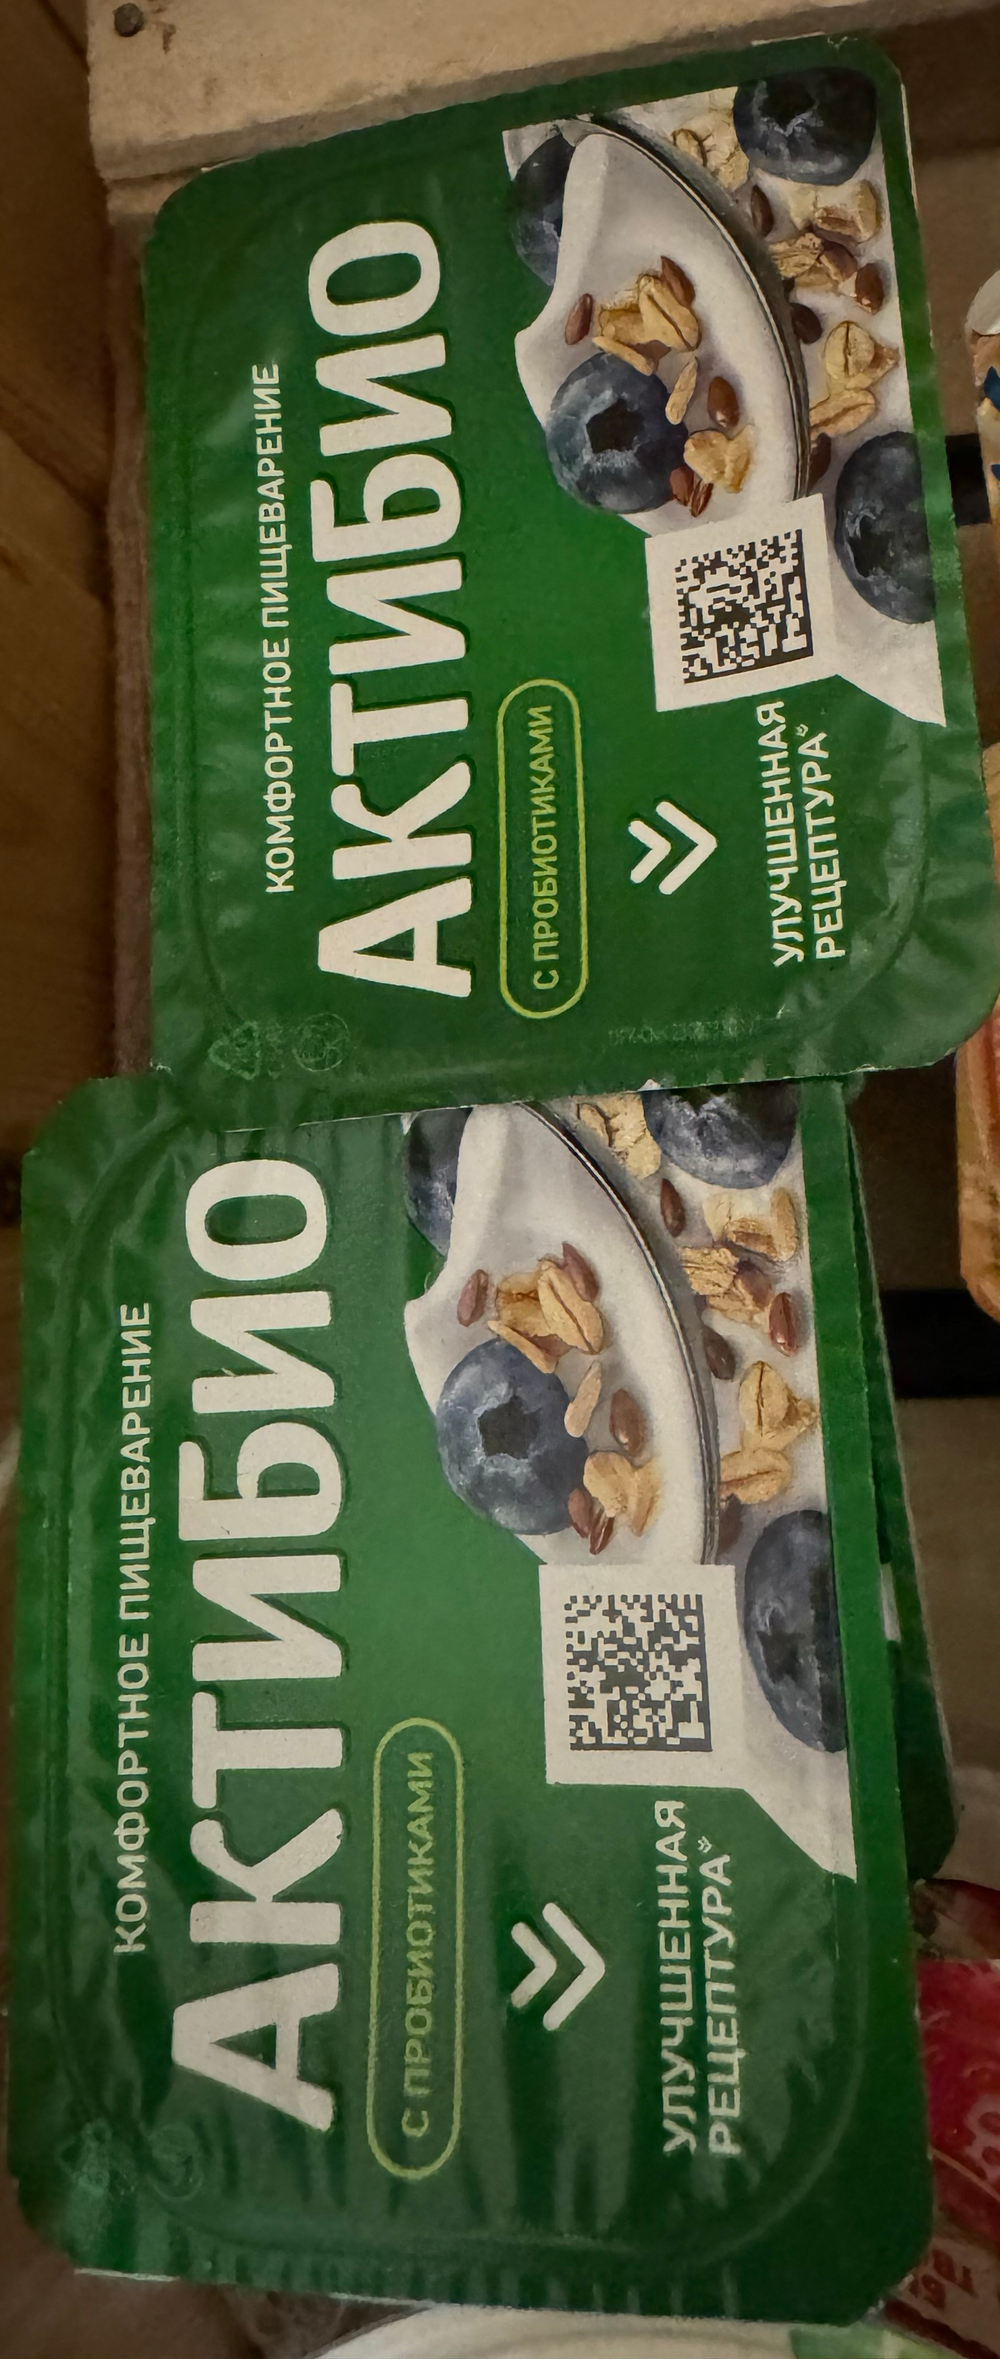 КОМФОРТНОЕ ПИЩЕВАРЕНИЕ
АКТИБИО
С ПРОБИОТИКАМИ
УЛУЧШЕННАЯ
РЕЦЕПТУРА
КОМФОРТНОЕ ПИЩЕВАРЕНИЕ
АКТИБИО
С ПРОБИОТИКАМИ
УЛУЧШЕННАЯ
РЕЦЕПТУРА